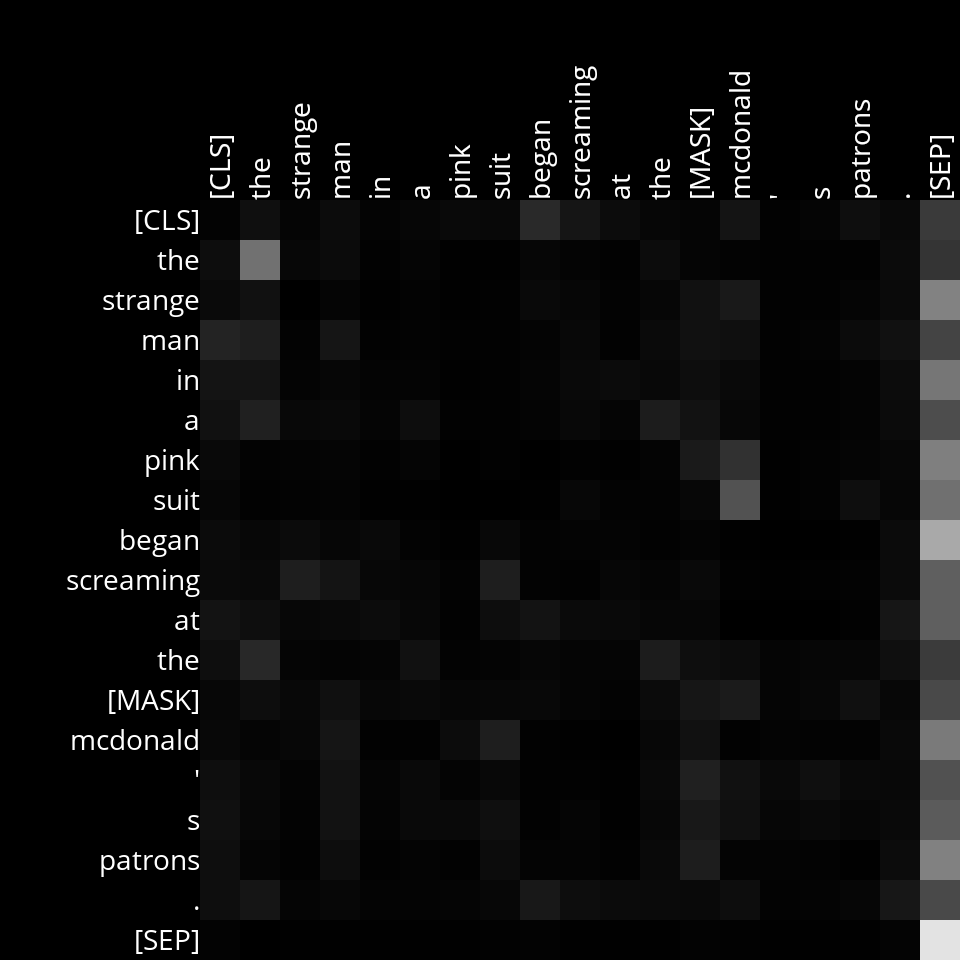 [CLS] the strange man in a pink suit began screaming at the [MASK] mcdonald ' s patrons . [SEP]
[CLS]
the
strange
man
in
a
pink
suit
began
screaming
at
the
[MASK]
mcdonald
'
s
patrons
.
[SEP]